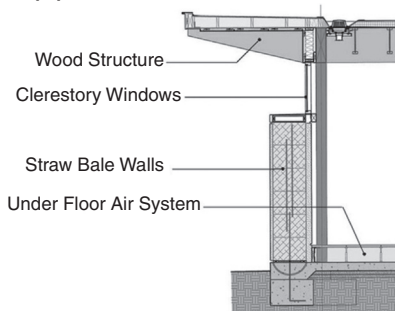 Wood Structure
Clerestory Windows
Straw Bale Walls
Under Floor Air System